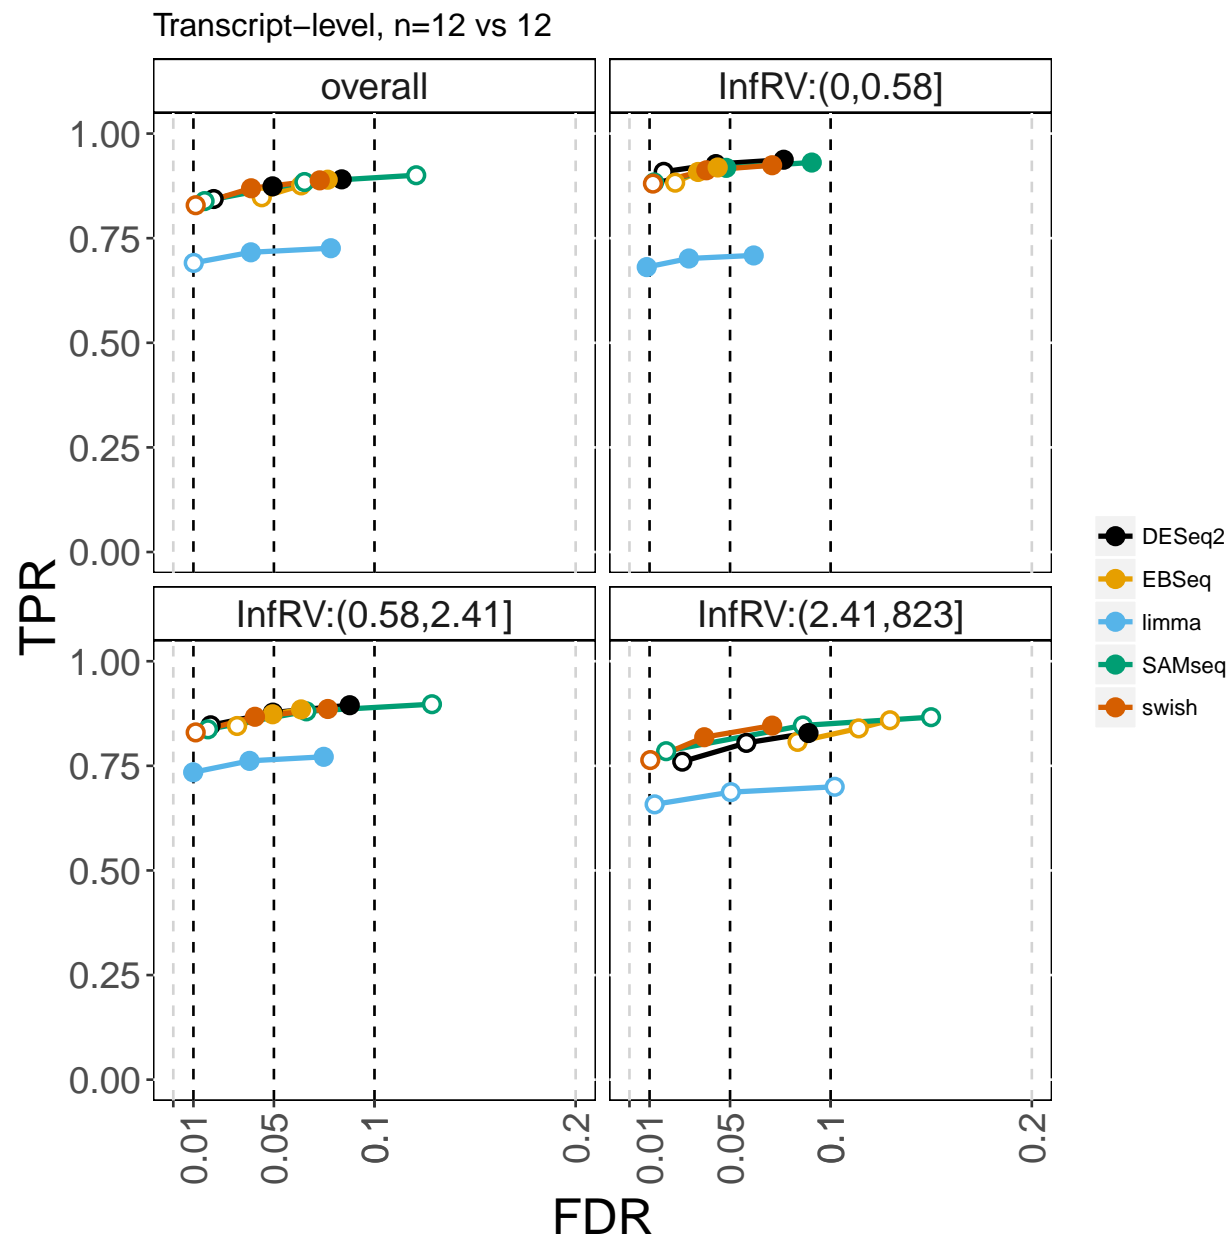 Transcript−level, n=12 vs 12
overall
InfRV:(0,0.58]
1.00
0.75
0.50
0.25
0.00
TPR
InfRV:(0.58,2.41]
InfRV:(2.41,823]
1.00
0.75
0.50
0.25
0.00
0.01
0.05
0.1
0.2
0.01
0.05
0.1
0.2
FDR
DESeq2
EBSeq
limma
SAMseq
swish